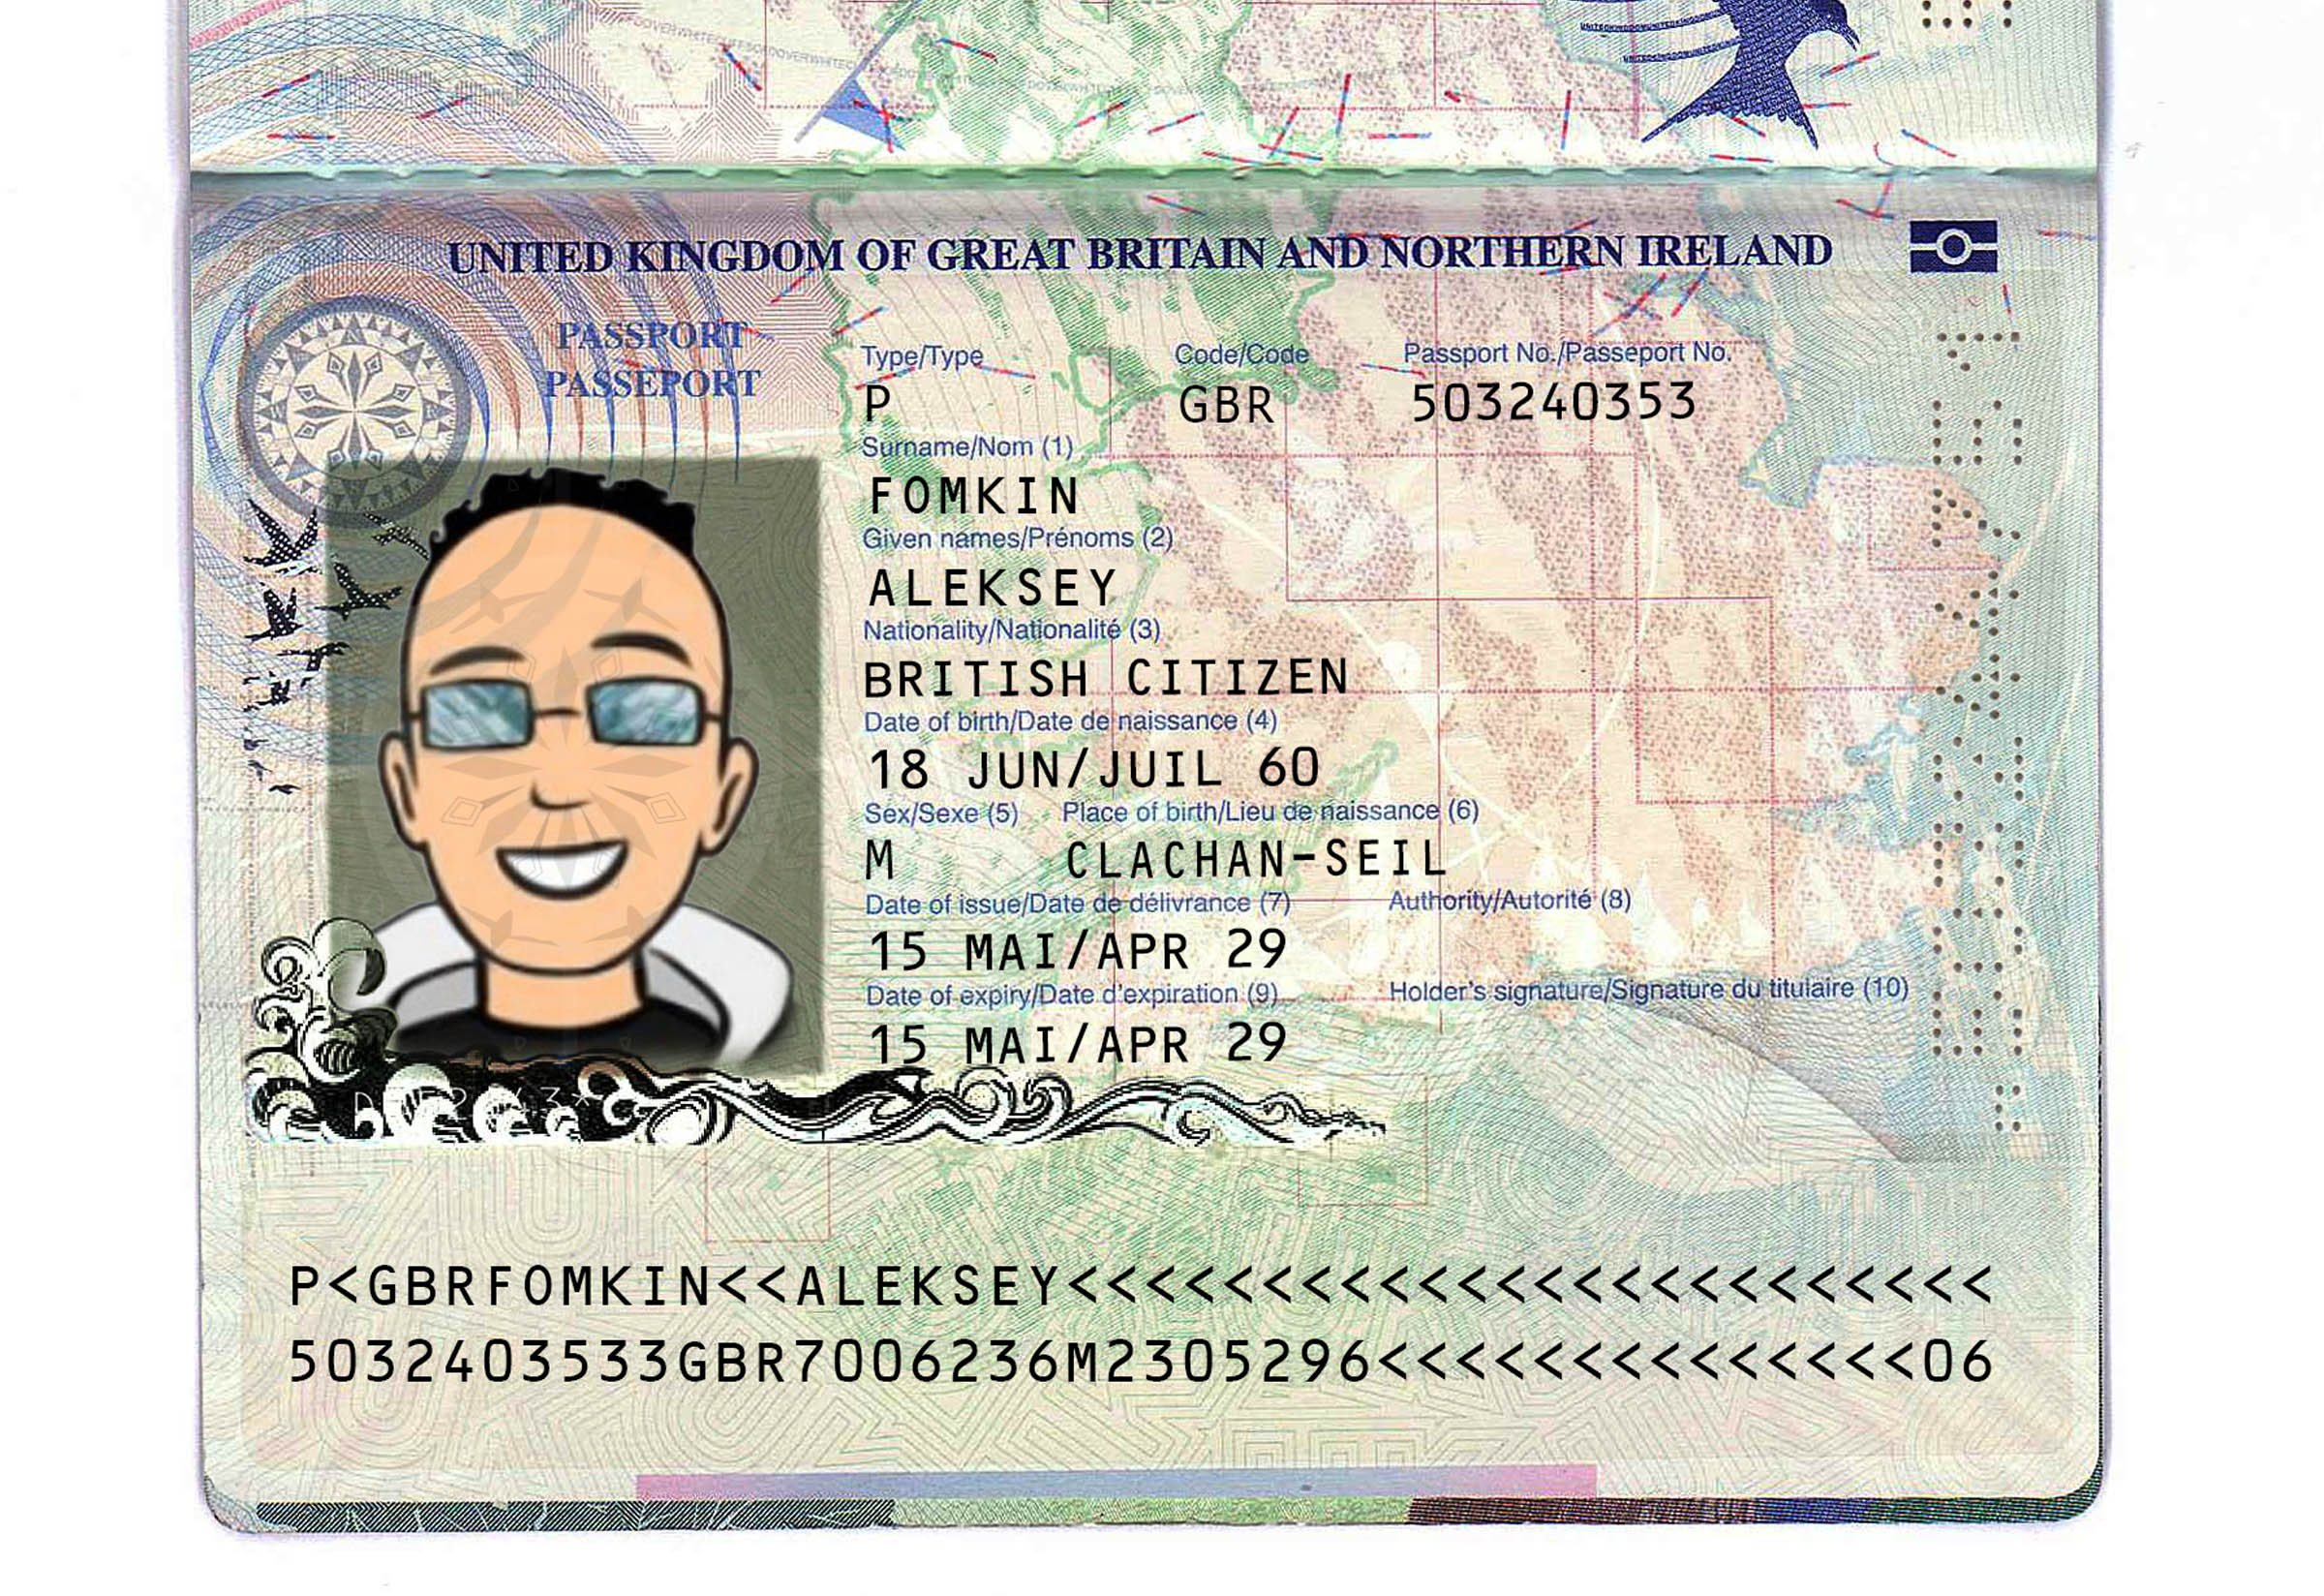 UNITED KINGDOM OF GREAT BRITAIN AND NORTHERN IRELAND
PASSPORT
PASSEPORT
Type/Type Code/Code Passport No./Passeport No.
P GBR 503240353
Surname/Nom (1)
FOMKIN
Given names/Prénoms (2)
ALEKSEY
Nationality/Nationalité (3)
BRITISH CITIZEN
Date of birth/Date de naissance (4)
18 JUN/JUIL 60
Sex/Sexe (5) Place of birth/Lieu de naissance (6)
M CLACHAN-SEIL
Date of issue/Date de délivrance (7) Authority/Autorité (8)
15 MAI/APR 29
Date of expiry/Date d'expiration (9) Holder's signature/Signature du titulaire (10)
15 MAI/APR 29
P<GBRFOMKIN<<ALEKSEY<<<<<<<<<<<<<<<<<<<<<<<<
5032403533GBR7006236M2305296<<<<<<<<<<<<<<06